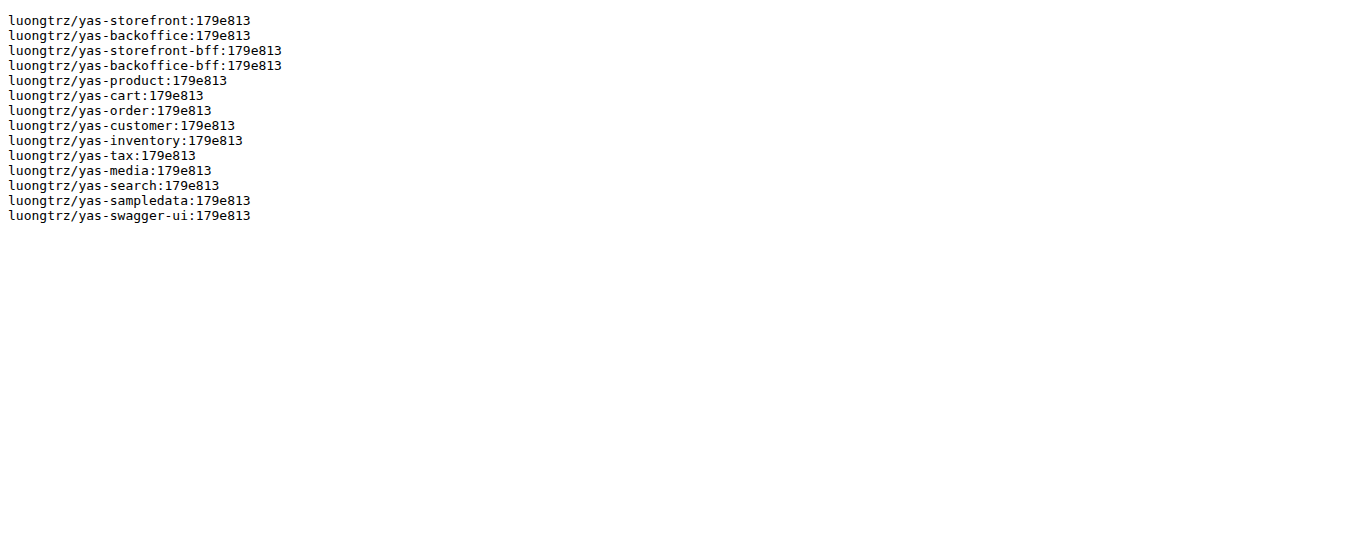 luongtrz/yas-storefront:179e813
luongtrz/yas-backoffice:179e813
luongtrz/yas-storefront-bff:179e813
luongtrz/yas-backoffice-bff:179e813
luongtrz/yas-product:179e813
luongtrz/yas-cart:179e813
luongtrz/yas-order:179e813
luongtrz/yas-customer:179e813
luongtrz/yas-inventory:179e813
luongtrz/yas-tax:179e813
luongtrz/yas-media:179e813
luongtrz/yas-search:179e813
luongtrz/yas-sampledata:179e813
luongtrz/yas-swagger-ui:179e813